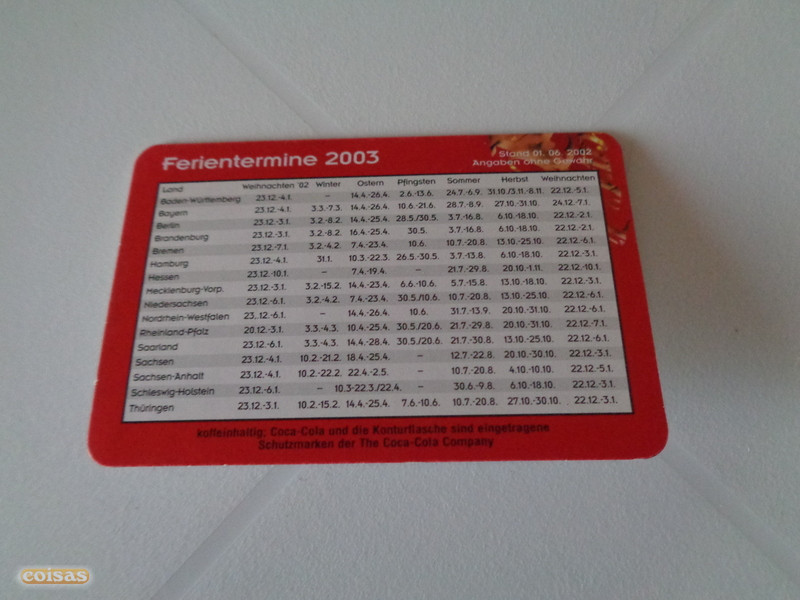 Ferientermine 2003
Stand 01. 06. 2002
Angaben ohne Gewähr
Land Weihnachten '02 Winter Ostern Pfingsten Sommer Herbst Weihnachten
Baden-Württemberg 23.12.-4.1. – 14.4.-26.4. 2.6.-13.6. 24.7.-6.9. 31.10/3.11.-8.11. 22.12.-5.1.
Bayern 23.12.-4.1. 3.3.-7.3. 14.4.-26.4. 10.6.-21.6. 28.7.-8.9. 27.10.-31.10. 24.12.-7.1.
Berlin 23.12.-3.1. 3.2.-8.2. 14.4.-25.4. 28.5/30.5. 3.7.-16.8. 6.10.-18.10. 22.12.-2.1.
Brandenburg 23.12.-3.1. 3.2.-8.2. 16.4.-25.4. 30.5. 3.7.-16.8. 6.10.-18.10. 22.12.-2.1.
Bremen 23.12.-7.1. 3.2.-4.2. 7.4.-23.4. 10.6. 10.7.-20.8. 13.10-25.10. 22.12.-6.1.
Hamburg 23.12.-4.1. 31.1. 10.3.-22.3. 26.5.-30.5. 3.7.-13.8. 6.10.-18.10. 22.12.-3.1.
Hessen 23.12.-10.1. – 7.4.-19.4. – 21.7.-29.8. 20.10.-1.11. 22.12.-10.1.
Mecklenburg-Vorp. 23.12.-3.1. 3.2.-15.2. 14.4.-23.4. 6.6.-10.6. 5.7.-15.8. 13.10.-18.10. 22.12.-3.1.
Niedersachsen 23.12.-6.1. 3.2.-4.2. 7.4.-23.4. 30.5/10.6. 10.7.-20.8. 13.10.-25.10. 22.12.-6.1.
Nordrhein-Westfalen 23..12.-6.1. – 14.4.-26.4. 10.6. 31.7.-13.9. 20.10.-31.10. 22.12.-6.1.
Rheinland-Pfalz 20.12.-3.1. 3.3.-4.3. 10.4.-25.4. 30.5/20.6. 21.7.-29.8. 20.10.-31.10. 22.12.-7.1.
Saarland 23.12.-6.1. 3.3.-4.3. 14.4.-28.4. 30.5/20.6. 21.7.-30.8. 13.10-25.10. 22.12.-6.1.
Sachsen 23.12.-4.1. 10.2.-21.2. 18.4.-25.4. – 12.7.-22.8. 20.10.-30.10. 22.12.-3.1.
Sachsen-Anhalt 23.12.-4.1. 10.2.-22.2. 22.4.-2.5. – 10.7.-20.8. 4.10.-10.10. 22.12.-5.1.
Schleswig-Holstein 23.12.-6.1. – 10.3-22.3./22.4. – 30.6.-9.8. 6.10.-18.10. 22.12.-3.1.
Thüringen 23.12.-3.1. 10.2.-15.2. 14.4.-25.4. 7.6.-10.6. 10.7.-20.8. 27.10.-30.10. 22.12.-3.1.
koffeinhaltig; Coca-Cola und die Konturflasche sind eingetragene
Schutzmarken der The Coca-Cola Company
coisas